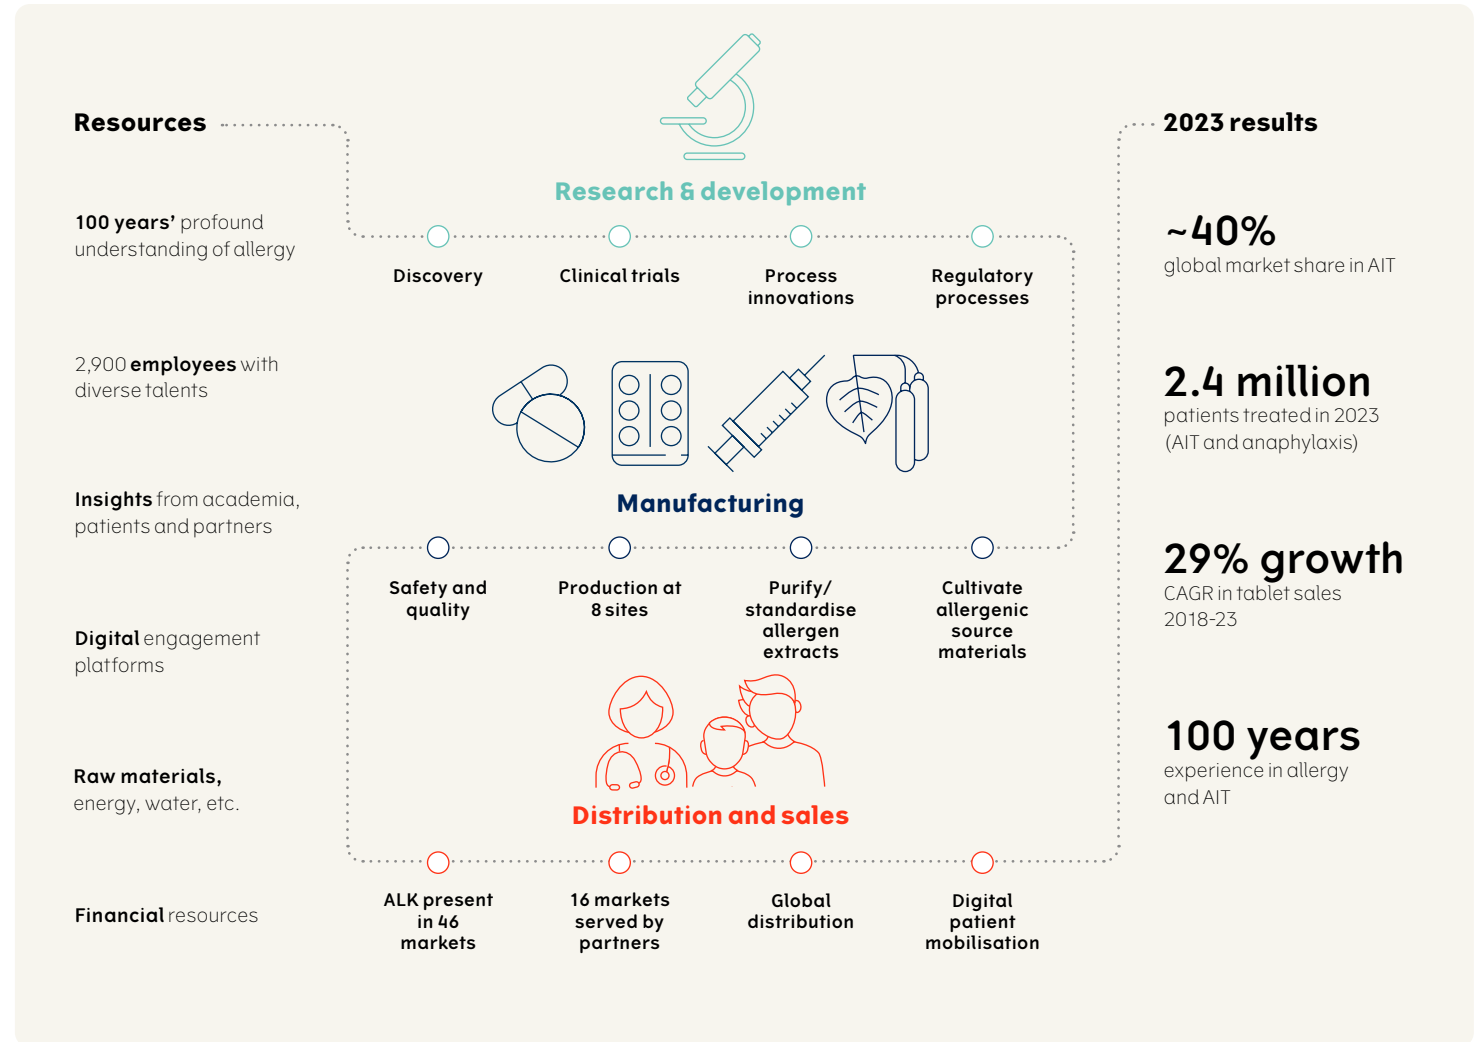 Resources
100 years’ profound
understanding of allergy
2,900 employees with
diverse talents
Insights from academia,
patients and partners
Digital engagement
platforms
Raw materials,
energy, water, etc.
Financial resources
Research & development
Discovery
Clinical trials
Process
innovations
Regulatory
processes
Manufacturing
Safety and
quality
Production at
8 sites
Purify/
standardise
allergen
extracts
Cultivate
allergenic
source
materials
Distribution and sales
ALK present
in 46
markets
16 markets
served by
partners
Global
distribution
Digital
patient
mobilisation
2023 results
~40%
global market share in AIT
2.4 million
patients treated in 2023
(AIT and anaphylaxis)
29% growth
CAGR in tablet sales
2018-23
100 years
experience in allergy
and AIT